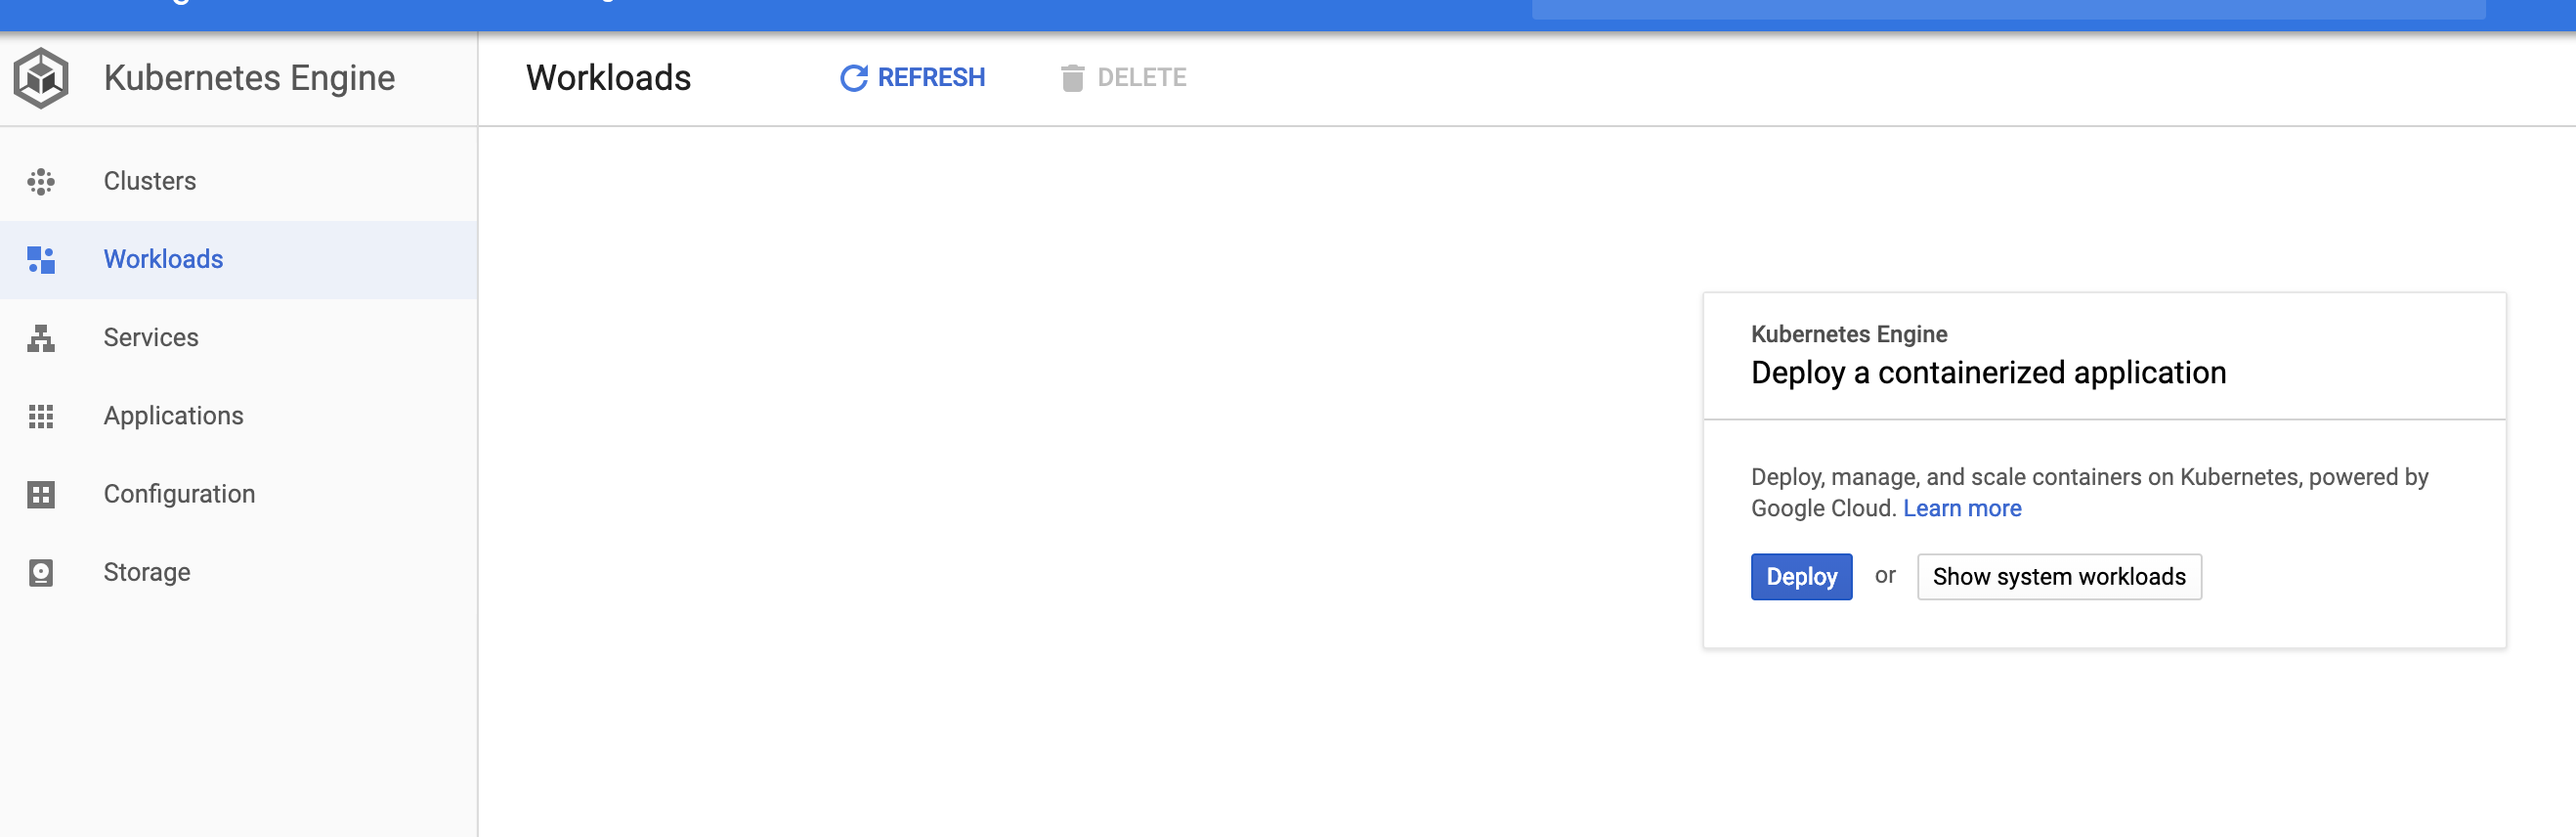 Kubernetes Engine
Workloads
REFRESH
DELETE
Clusters
Workloads
Services
Applications
Configuration
Storage
Kubernetes Engine
Deploy a containerized application
Deploy, manage, and scale containers on Kubernetes, powered by
Google Cloud. Learn more
Deploy or Show system workloads